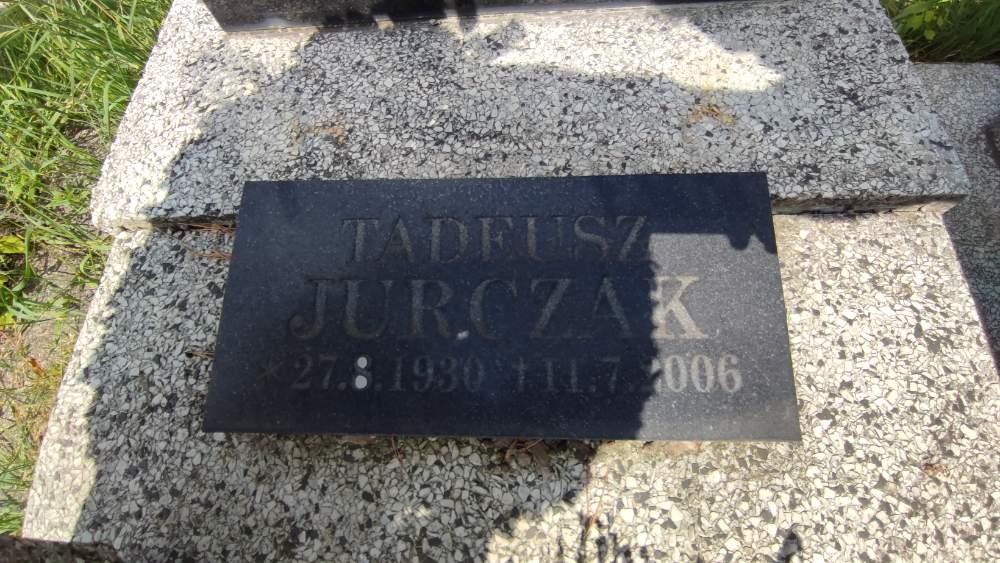 TADEUSZ
JURCZAK
* 27.8.1930 † 11.7.2006